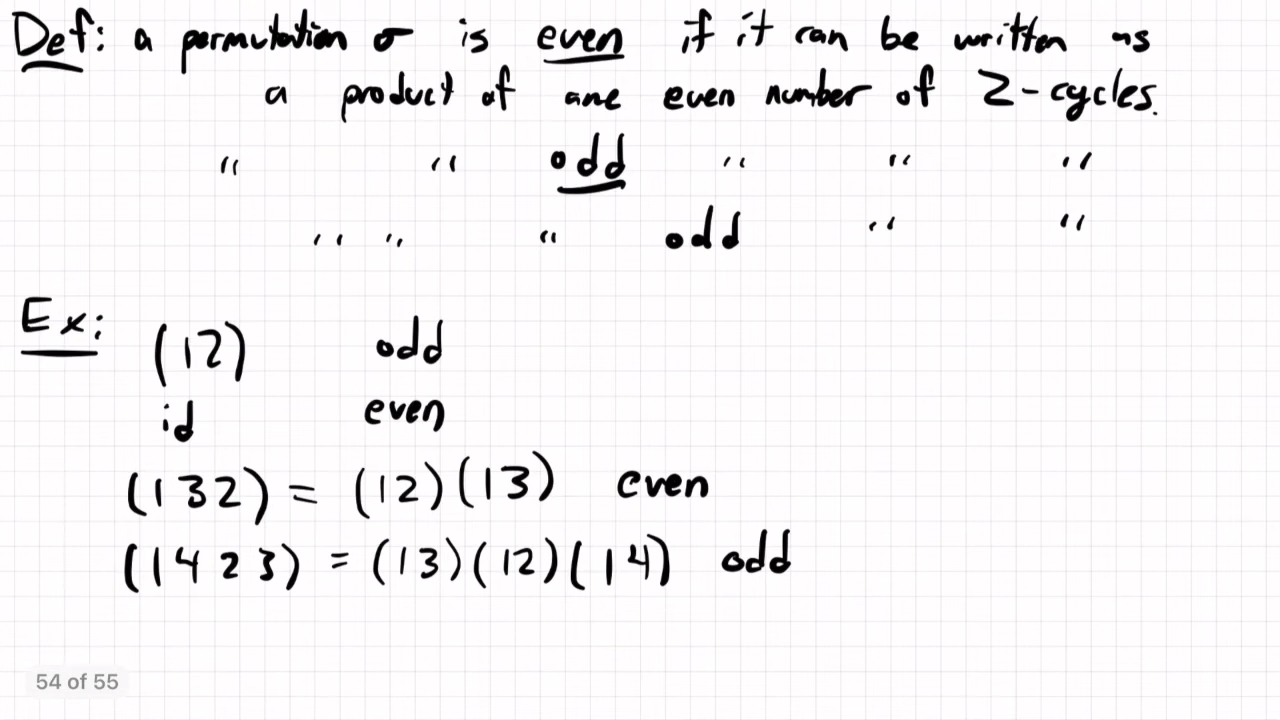 Def: a permutation σ is even if it can be written as
a product of ane even number of 2-cycles.
" " odd " " "
" " " odd " "
Ex: (12) odd
id even
(132) = (12)(13) even
(1423) = (13)(12)(14) odd
54 of 55